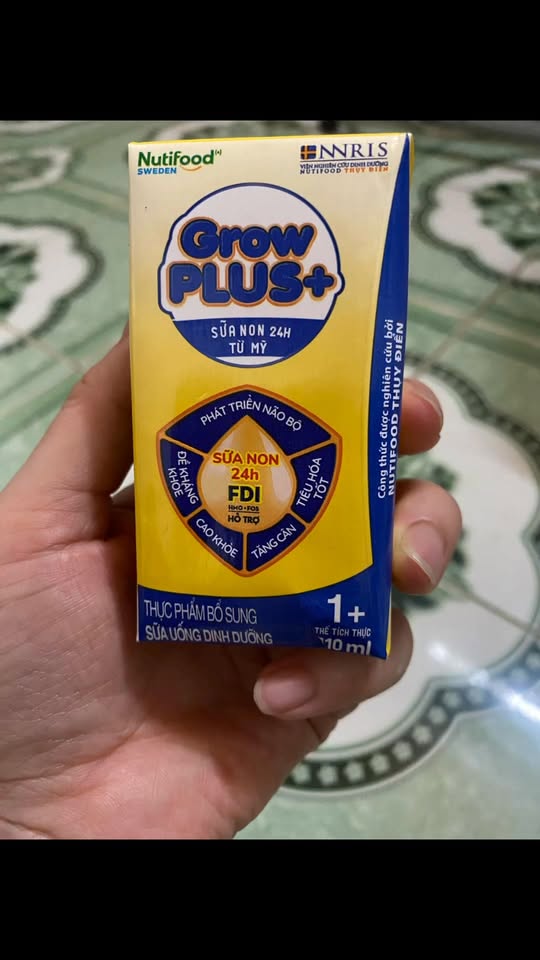 Nutifood
SWEDEN
NNRIS
VIỆN NGHIÊN CỨU DINH DƯỠNG
NUTIFOOD THỤY ĐIỂN
Grow
PLUS+
SỮA NON 24H
TỪ MỸ
PHÁT TRIỂN NÃO BỘ
ĐỀ KHÁNG
KHỎE
SỮA NON
24h
FDI
HMO • FOS
HỖ TRỢ
TIÊU HÓA
TỐT
CAO KHỎE
TĂNG CÂN
Công thức được nghiên cứu bởi
NUTIFOOD THỤY ĐIỂN
THỰC PHẨM BỔ SUNG
SỮA UỐNG DINH DƯỠNG
1+
THỂ TÍCH THỰC
110 ml